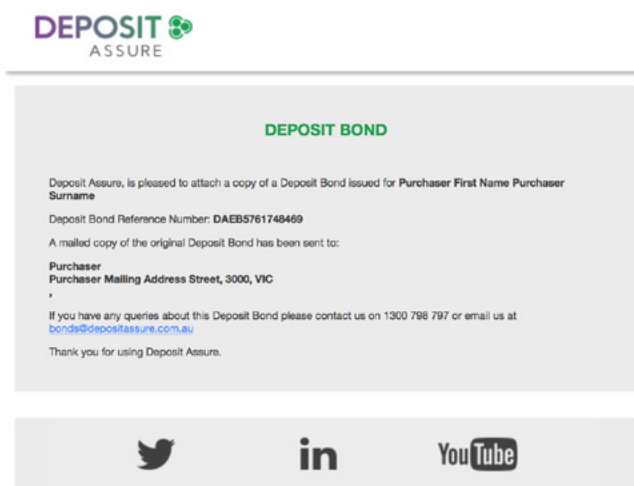 DEPOSIT
ASSURE
DEPOSIT BOND
Deposit Assure, is pleased to attach a copy of a Deposit Bond issued for Purchaser First Name Purchaser
Surname
Deposit Bond Reference Number: DAEB5761748469
A mailed copy of the original Deposit Bond has been sent to:
Purchaser
Purchaser Mailing Address Street, 3000, VIC
,
If you have any queries about this Deposit Bond please contact us on 1300 798 797 or email us at
bonds@depositassure.com.au
Thank you for using Deposit Assure.
in
YouTube